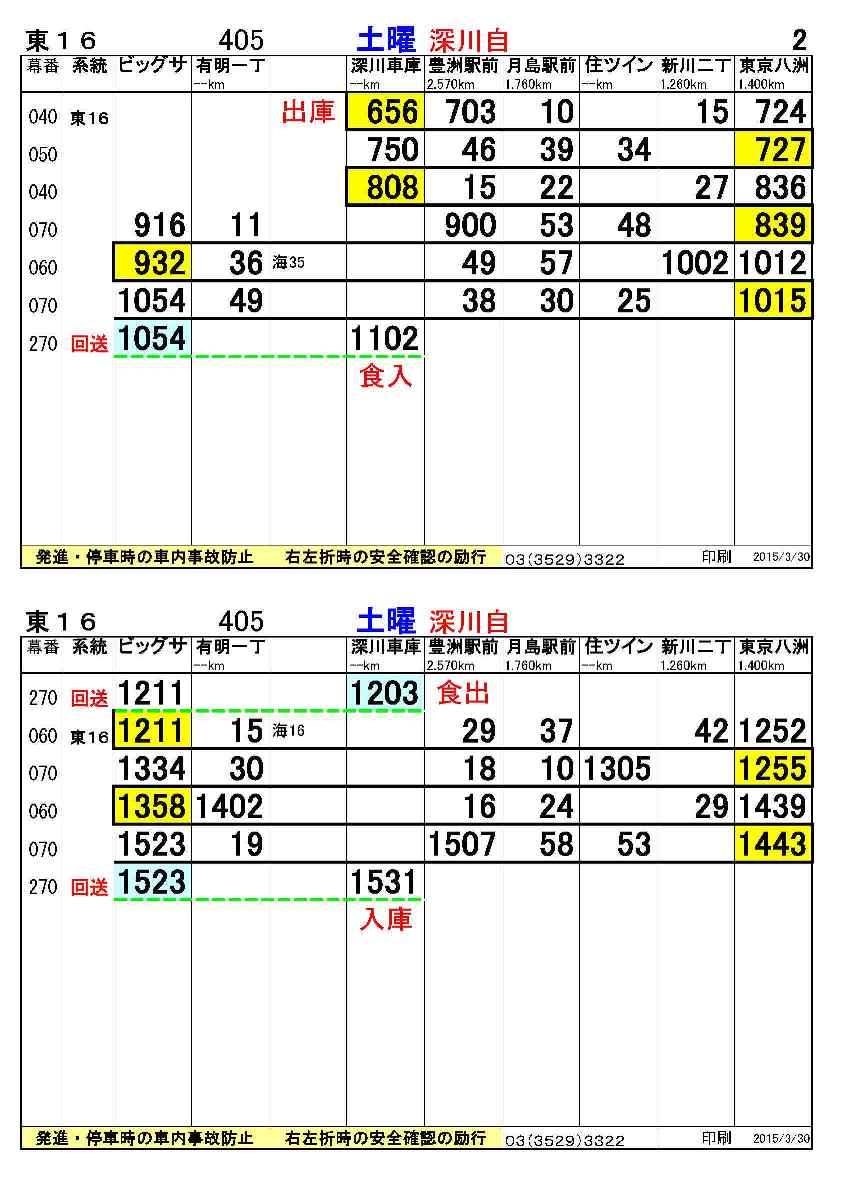 東16 405 土曜 深川自 2
幕番 系統 ビッグサ 有明一丁 深川車庫 豊洲駅前 月島駅前 住ツイン 新川二丁 東京八洲
--km --km 2.570km 1.760km --km 1.260km 1.400km
040 東16 出庫 656 703 10 15 724
050 750 46 39 34 727
040 808 15 22 27 836
070 916 11 900 53 48 839
060 932 36 海35 49 57 1002 1012
070 1054 49 38 30 25 1015
270 回送 1054 1102
食入
発進・停車時の車内事故防止 右左折時の安全確認の励行 03(3529)3322 印刷 2015/3/30
東16 405 土曜 深川自
幕番 系統 ビッグサ 有明一丁 深川車庫 豊洲駅前 月島駅前 住ツイン 新川二丁 東京八洲
--km --km 2.570km 1.760km --km 1.260km 1.400km
270 回送 1211 1203 食出
060 東16 1211 15 海16 29 37 42 1252
070 1334 30 18 10 1305 1255
060 1358 1402 16 24 29 1439
070 1523 19 1507 58 53 1443
270 回送 1523 1531
入庫
発進・停車時の車内事故防止 右左折時の安全確認の励行 03(3529)3322 印刷 2015/3/30